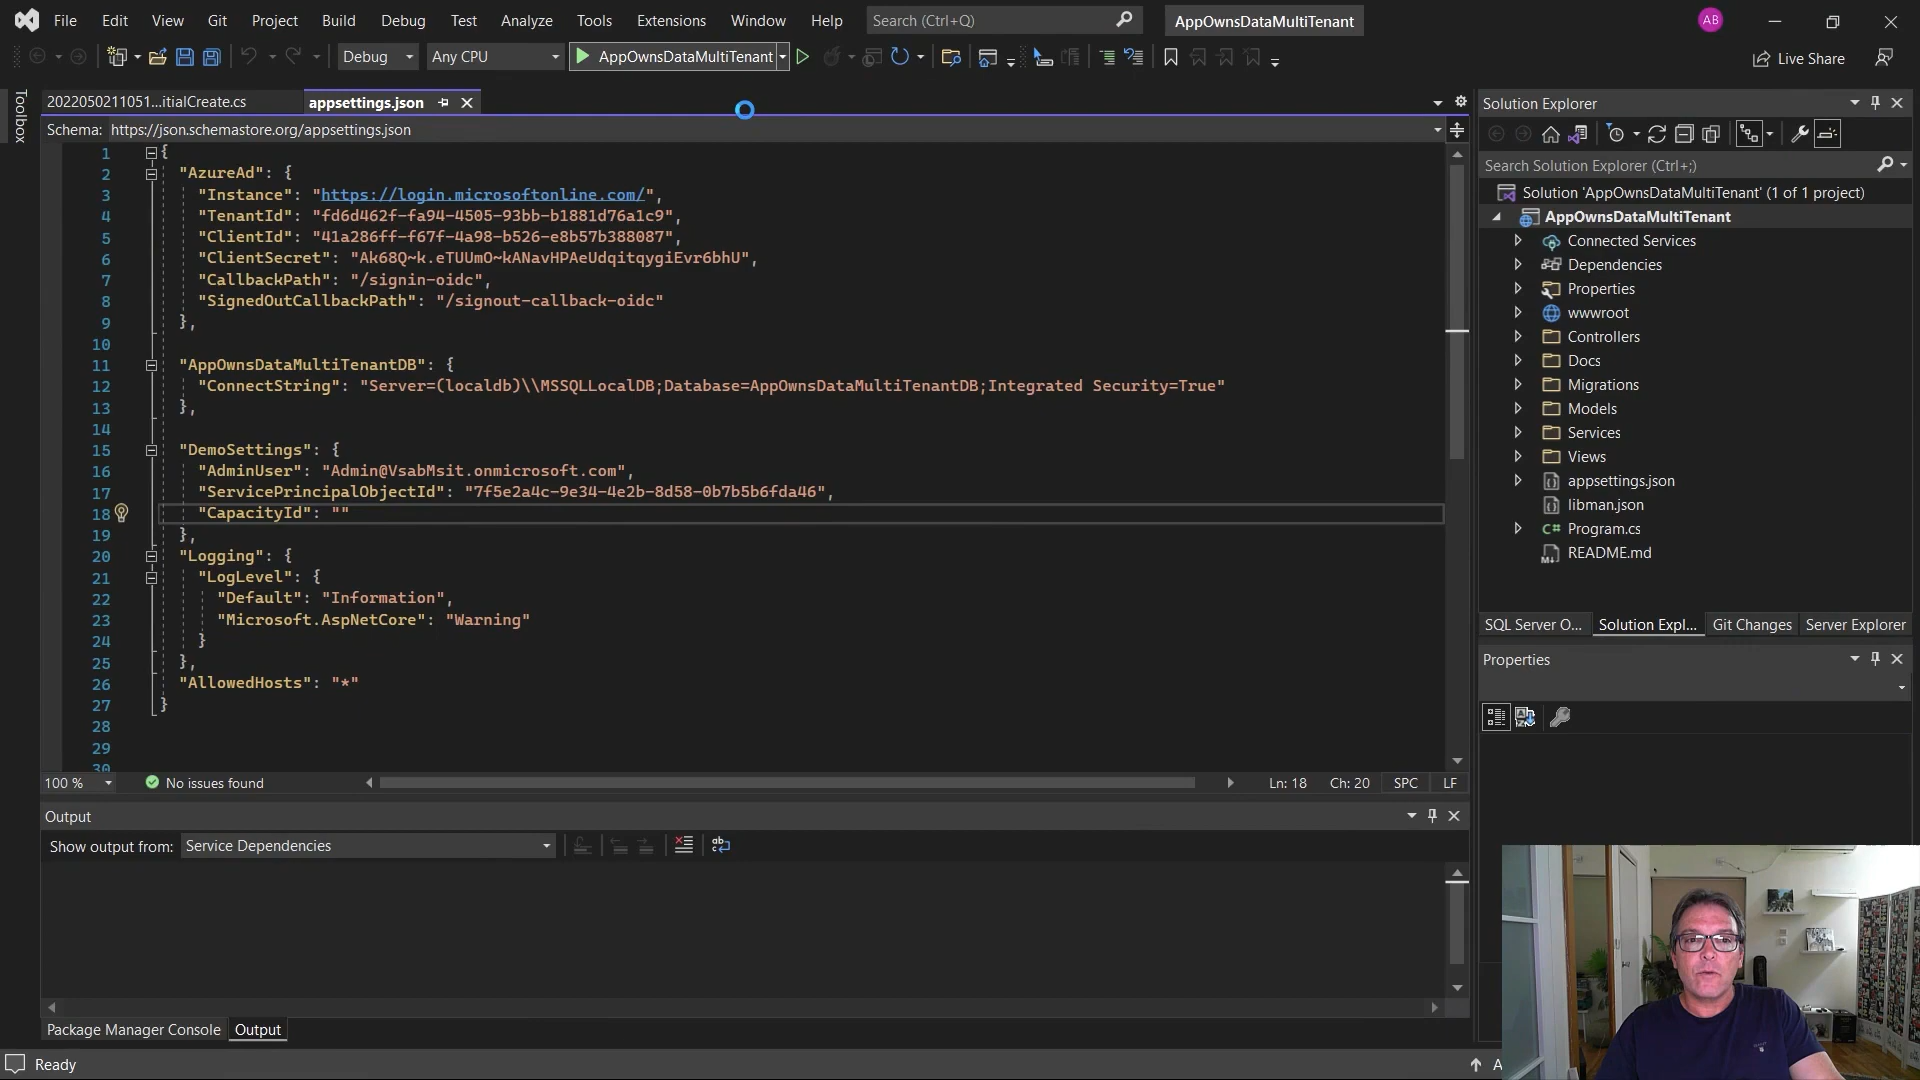 File Edit View Git Project Build Debug Test Analyze Tools Extensions Window Help Search (Ctrl+Q) AppOwnsDataMultiTenant AB
Debug Any CPU AppOwnsDataMultiTenant Live Share
Toolbox
2022050211051...itialCreate.cs appsettings.json
Schema: https://json.schemastore.org/appsettings.json
1 {
2 "AzureAd": {
3 "Instance": "https://login.microsoftonline.com/",
4 "TenantId": "fd6d462f-fa94-4505-93bb-b1881d76a1c9",
5 "ClientId": "41a286ff-f67f-4a98-b526-e8b57b388087",
6 "ClientSecret": "Ak68Q~k.eTUUmO~kANavHPAeUdqitqygiEvr6bhU",
7 "CallbackPath": "/signin-oidc",
8 "SignedOutCallbackPath": "/signout-callback-oidc"
9 },
10
11 "AppOwnsDataMultiTenantDB": {
12 "ConnectString": "Server=(localdb)\\MSSQLLocalDB;Database=AppOwnsDataMultiTenantDB;Integrated Security=True"
13 },
14
15 "DemoSettings": {
16 "AdminUser": "Admin@VsabMsit.onmicrosoft.com",
17 "ServicePrincipalObjectId": "7f5e2a4c-9e34-4e2b-8d58-0b7b5b6fda46",
18 "CapacityId": ""
19 },
20 "Logging": {
21 "LogLevel": {
22 "Default": "Information",
23 "Microsoft.AspNetCore": "Warning"
24 }
25 },
26 "AllowedHosts": "*"
27 }
28
29
30
100 % No issues found Ln: 18 Ch: 20 SPC LF
Output
Show output from: Service Dependencies
Package Manager Console Output
Ready
Solution Explorer
Search Solution Explorer (Ctrl+;)
Solution 'AppOwnsDataMultiTenant' (1 of 1 project)
AppOwnsDataMultiTenant
Connected Services
Dependencies
Properties
wwwroot
Controllers
Docs
Migrations
Models
Services
Views
appsettings.json
libman.json
C# Program.cs
README.md
SQL Server O... Solution Expl... Git Changes Server Explorer
Properties